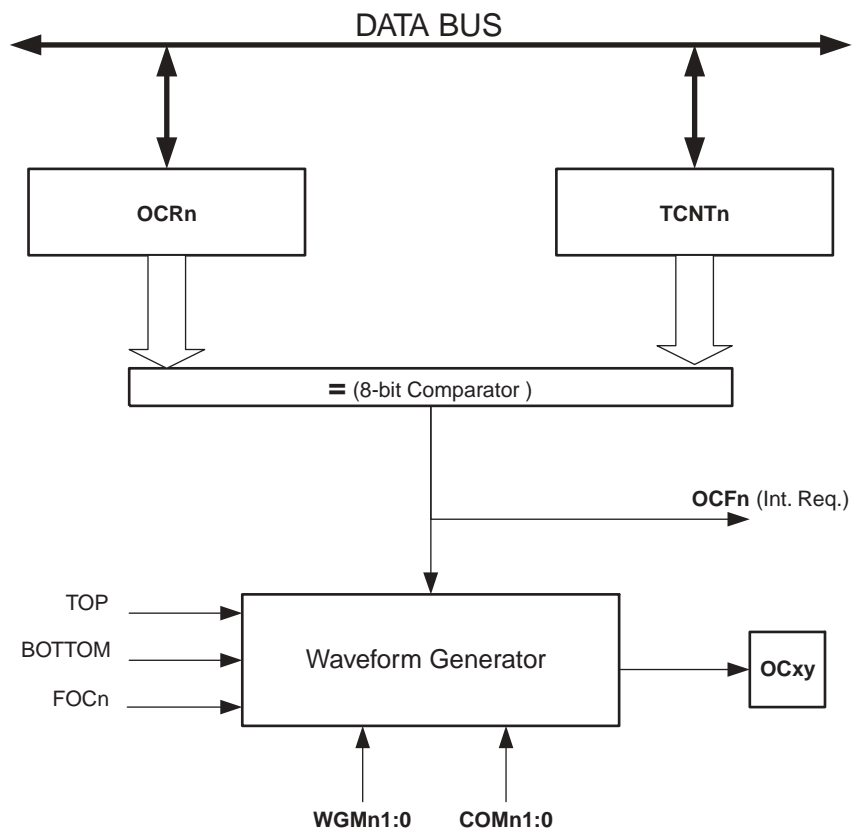 DATA BUS
OCRn
TCNTn
= (8-bit Comparator )
OCFn (Int. Req.)
TOP
BOTTOM
FOCn
Waveform Generator
OCxy
WGMn1:0
COMn1:0